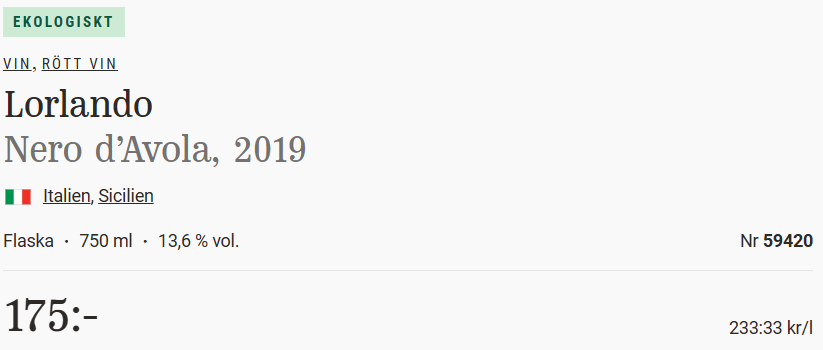 EKOLOGISKT
VIN, RÖTT VIN
Lorlando
Nero d’Avola, 2019
Italien, Sicilien
Flaska · 750 ml · 13,6 % vol. Nr 59420
175:- 233:33 kr/l